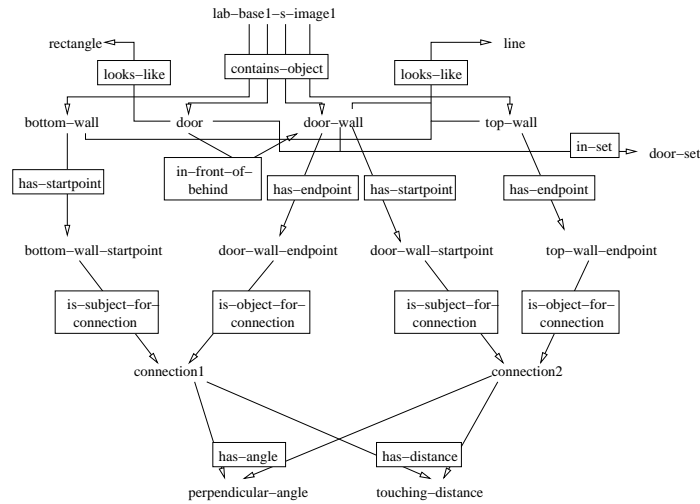 lab-base1-s-image1
rectangle
line
looks-like
contains-object
looks-like
bottom-wall
door
door-wall
top-wall
in-set
door-set
has-startpoint
in-front-of-
behind
has-endpoint
has-startpoint
has-endpoint
bottom-wall-startpoint
door-wall-endpoint
door-wall-startpoint
top-wall-endpoint
is-subject-for-
connection
is-object-for-
connection
is-subject-for-
connection
is-object-for-
connection
connection1
connection2
has-angle
has-distance
perpendicular-angle
touching-distance